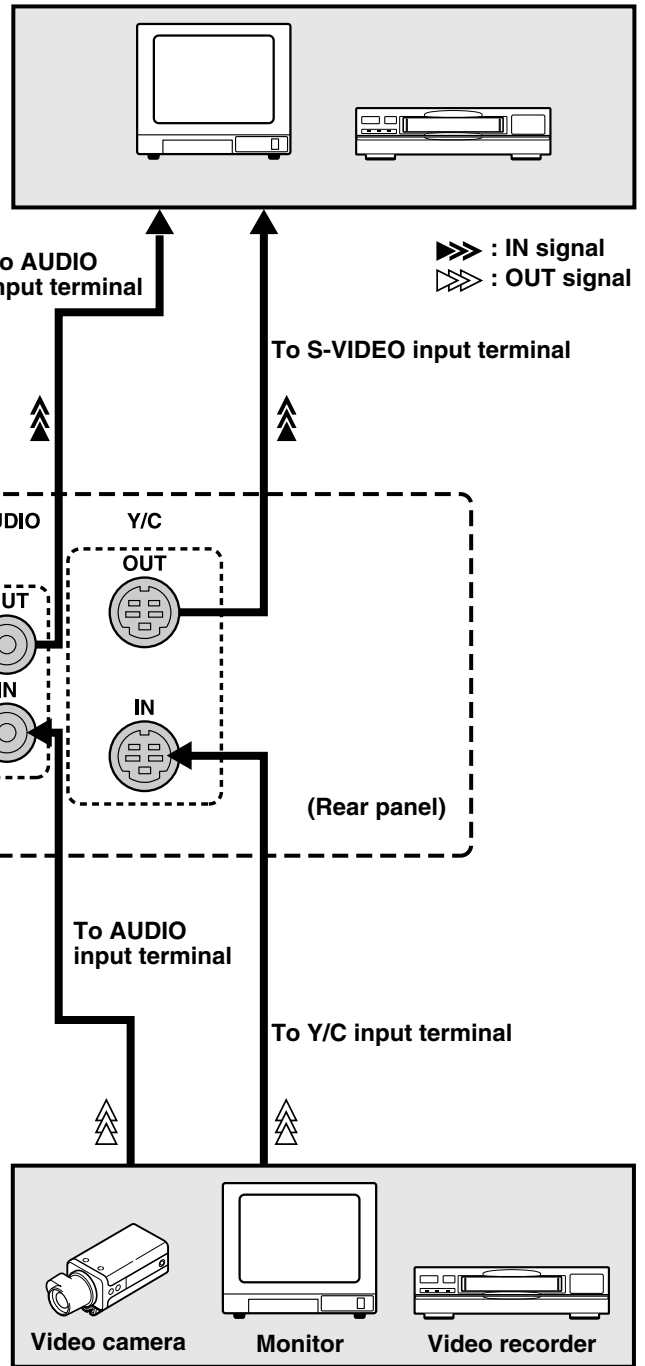 : IN signal
: OUT signal
o AUDIO
nput terminal
To S-VIDEO input terminal
UDIO
Y/C
OUT
UT
IN
IN
(Rear panel)
To AUDIO
input terminal
To Y/C input terminal
Video camera
Monitor
Video recorder